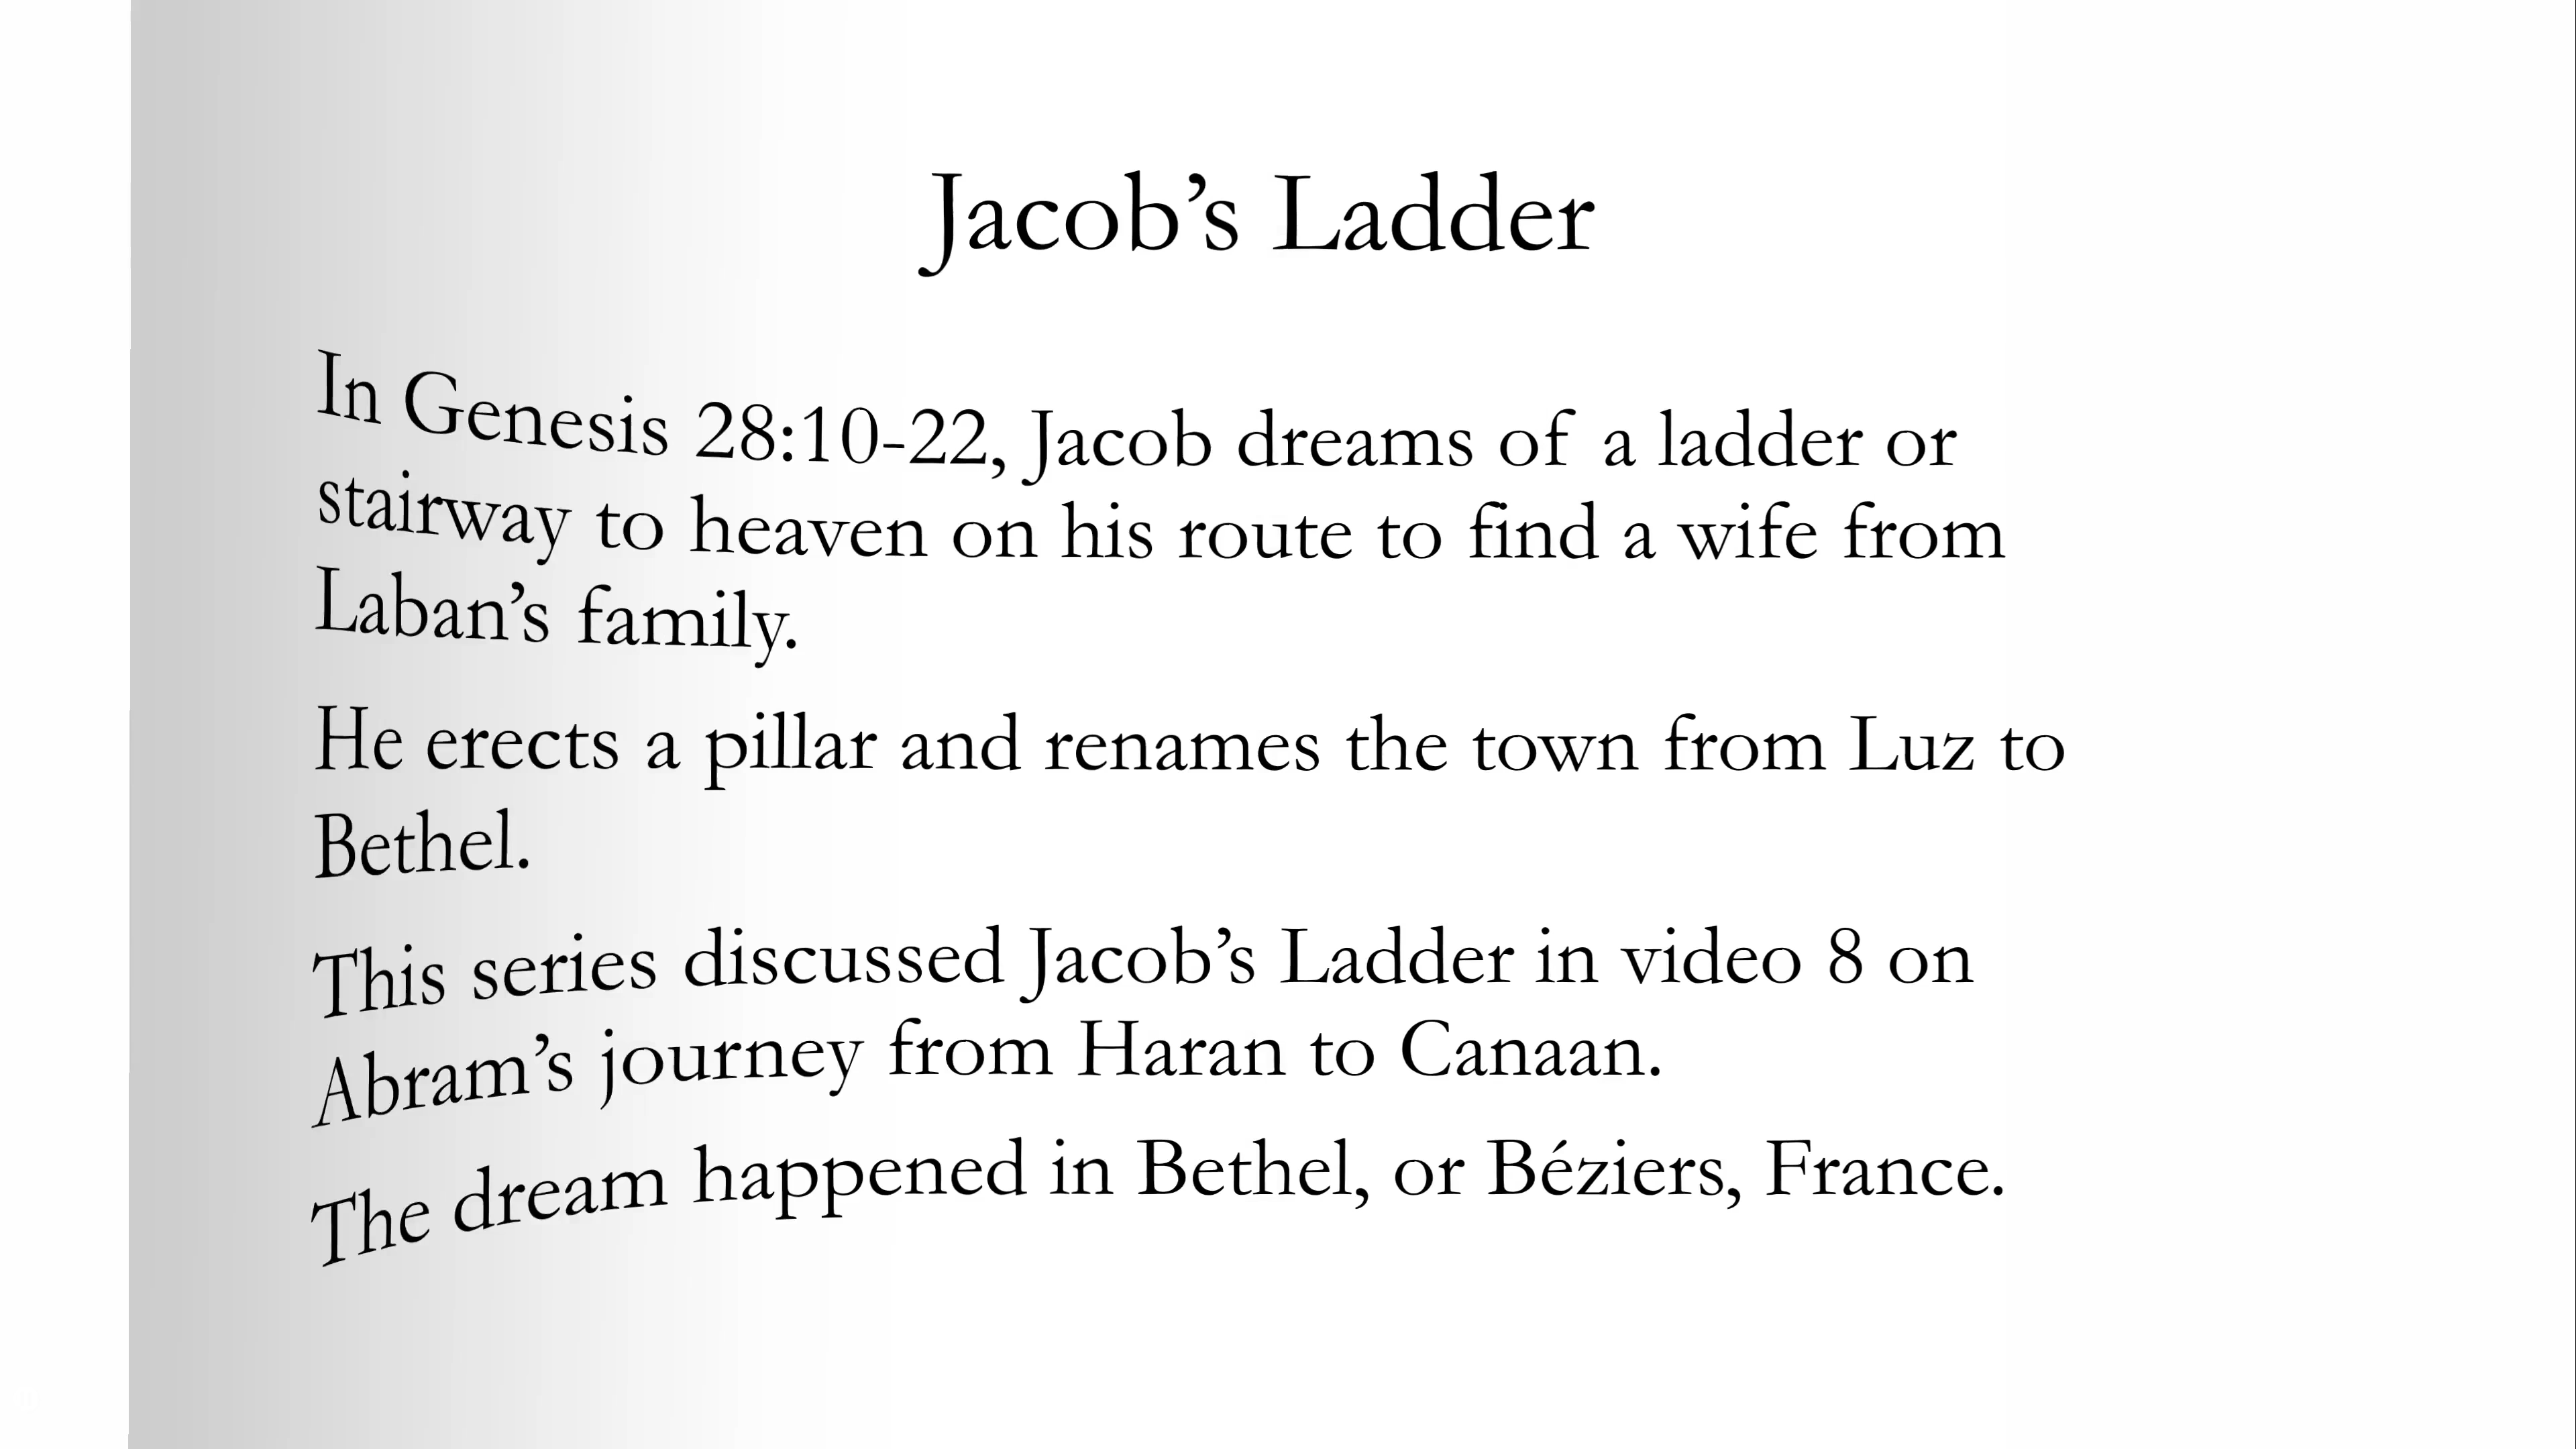 Jacob’s Ladder
In Genesis 28:10-22, Jacob dreams of a ladder or
stairway to heaven on his route to find a wife from
Laban’s family.
He erects a pillar and renames the town from Luz to
Bethel.
This series discussed Jacob’s Ladder in video 8 on
Abram’s journey from Haran to Canaan.
The dream happened in Bethel, or Béziers, France.